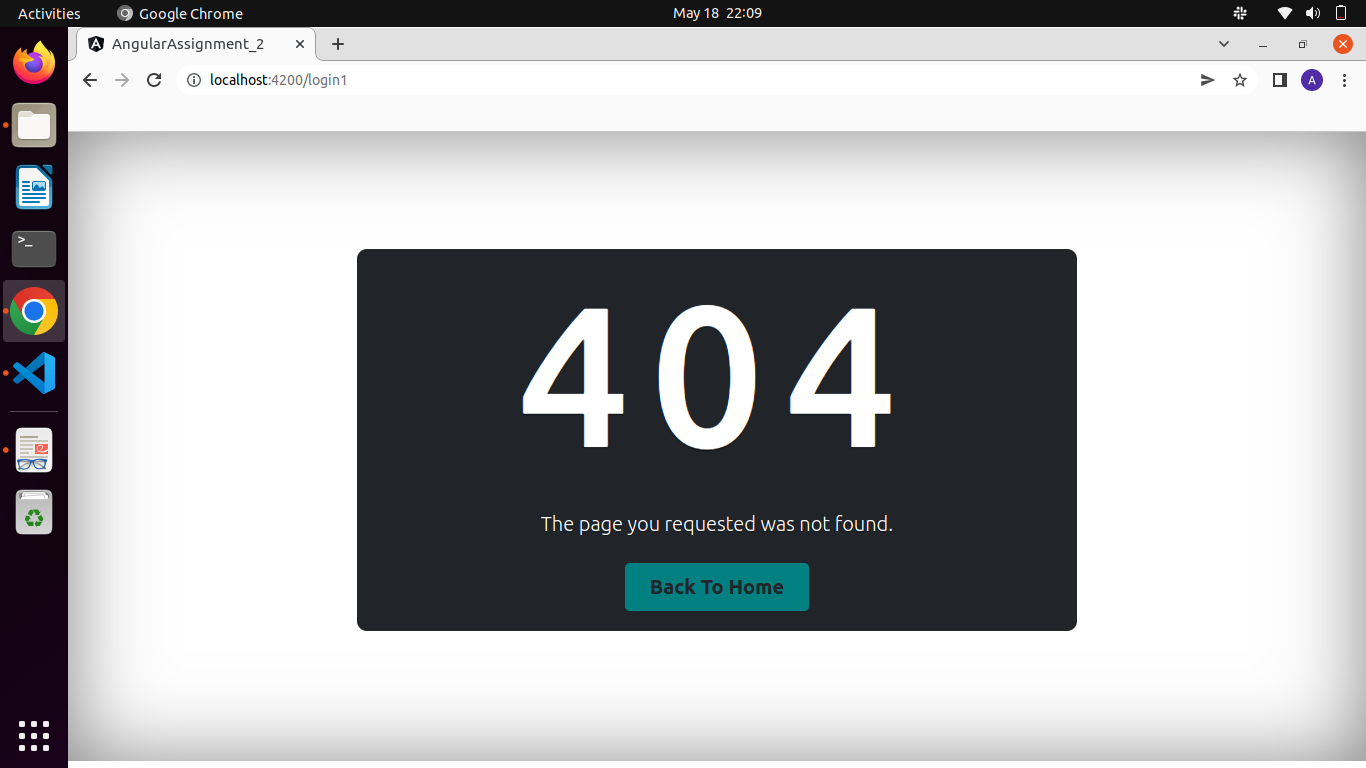 Activities Google Chrome May 18 22:09
AngularAssignment_2
localhost:4200/login1
A
>_
404
The page you requested was not found.
Back To Home